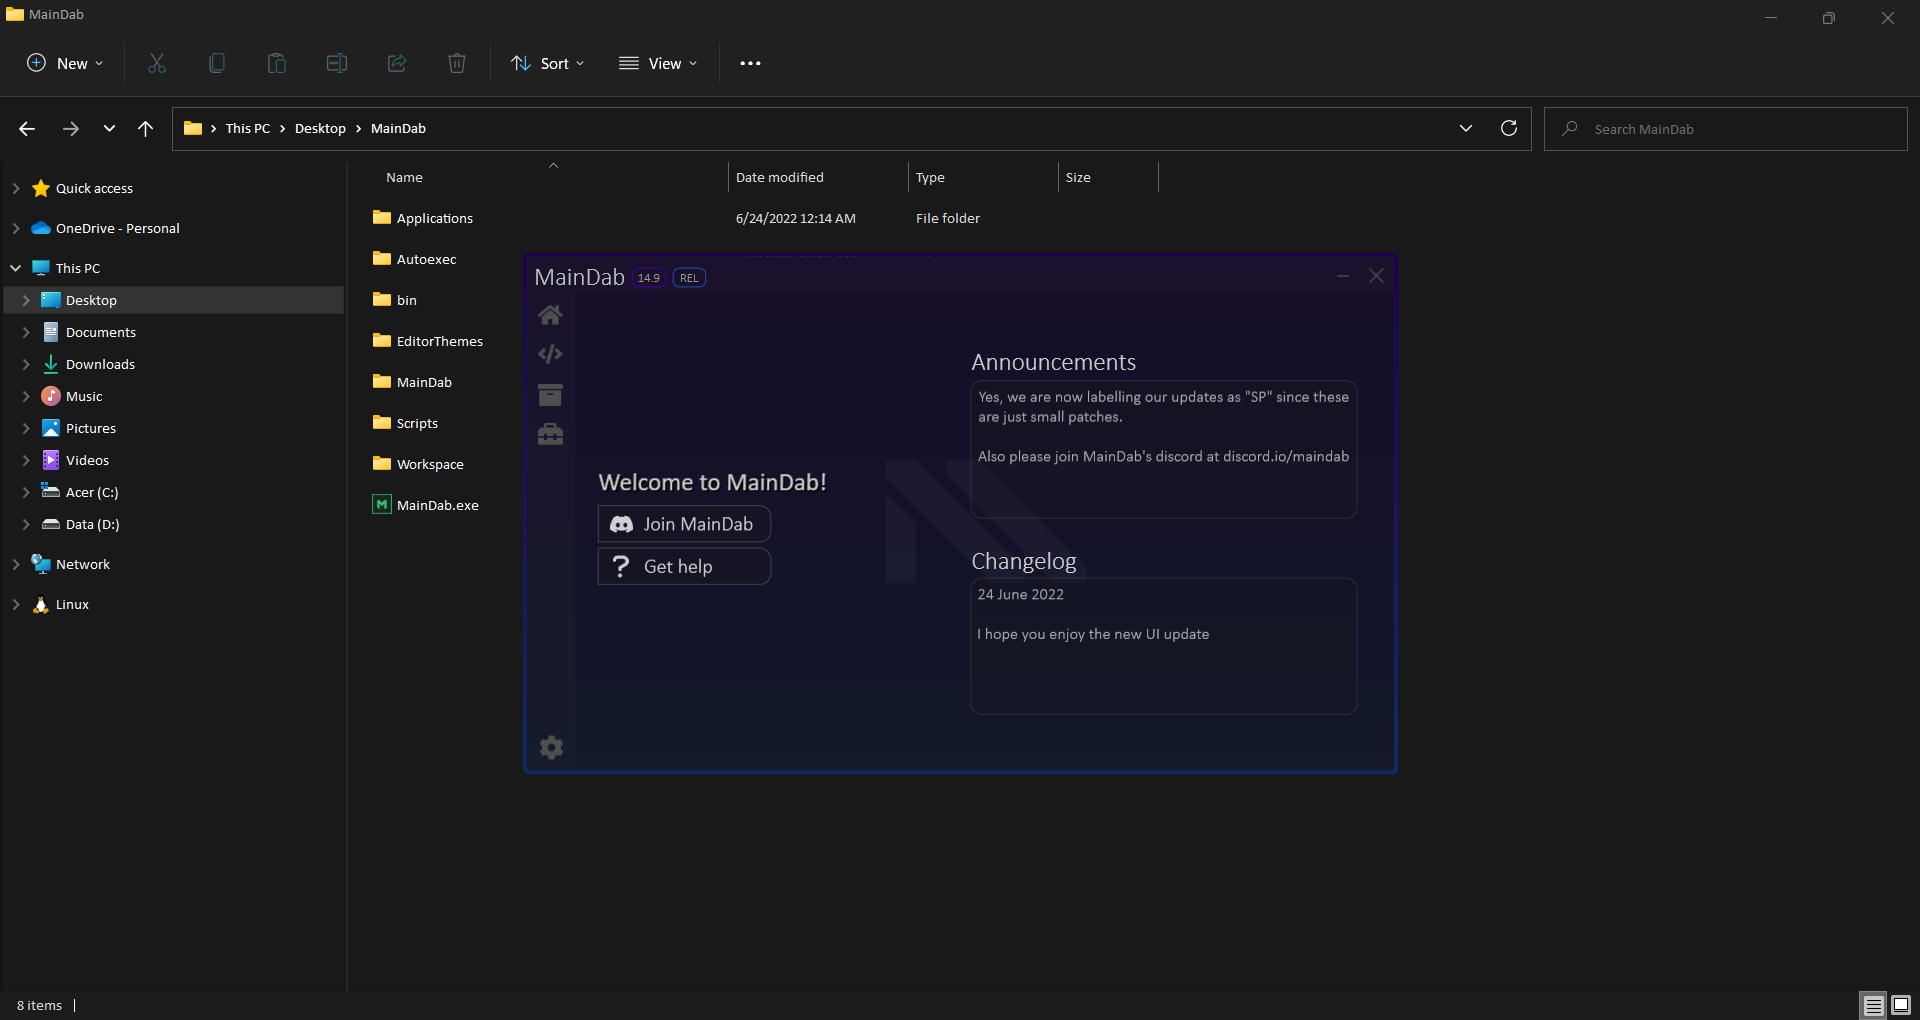 MainDab
New
Sort
View
This PC
Desktop
MainDab
Search MainDab
Quick access
OneDrive - Personal
This PC
Desktop
Documents
Downloads
Music
Pictures
Videos
Acer (C:)
Data (D:)
Network
Linux
Name
Date modified
Type
Size
Applications
6/24/2022 12:14 AM
File folder
Autoexec
bin
EditorThemes
MainDab
Scripts
Workspace
MainDab.exe
MainDab 14.9 REL
Welcome to MainDab!
Join MainDab
Get help
Announcements
Yes, we are now labelling our updates as "SP" since these
are just small patches.
Also please join MainDab's discord at discord.io/maindab
Changelog
24 June 2022
I hope you enjoy the new UI update
8 items